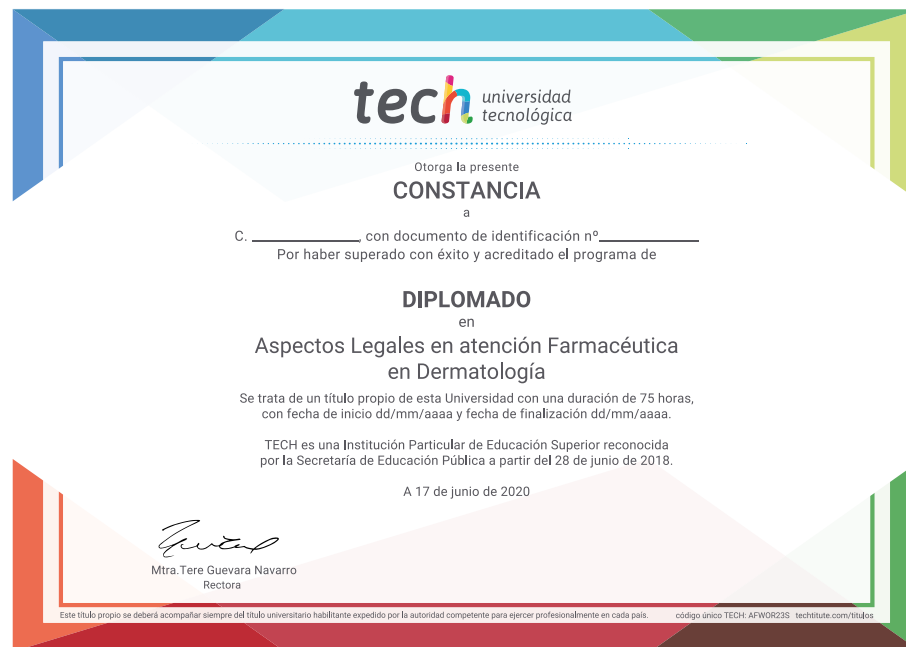 tech universidad
tecnológica
Otorga la presente
CONSTANCIA
a
C. ____________, con documento de identificación nº____________
Por haber superado con éxito y acreditado el programa de
DIPLOMADO
en
Aspectos Legales en atención Farmacéutica
en Dermatología
Se trata de un título propio de esta Universidad con una duración de 75 horas,
con fecha de inicio dd/mm/aaaa y fecha de finalización dd/mm/aaaa.
TECH es una Institución Particular de Educación Superior reconocida
por la Secretaría de Educación Pública a partir del 28 de junio de 2018.
A 17 de junio de 2020
Mtra.Tere Guevara Navarro
Rectora
Este título propio se deberá acompañar siempre del título universitario habilitante expedido por la autoridad competente para ejercer profesionalmente en cada país. código único TECH: AFWOR23S techtitute.com/titulos